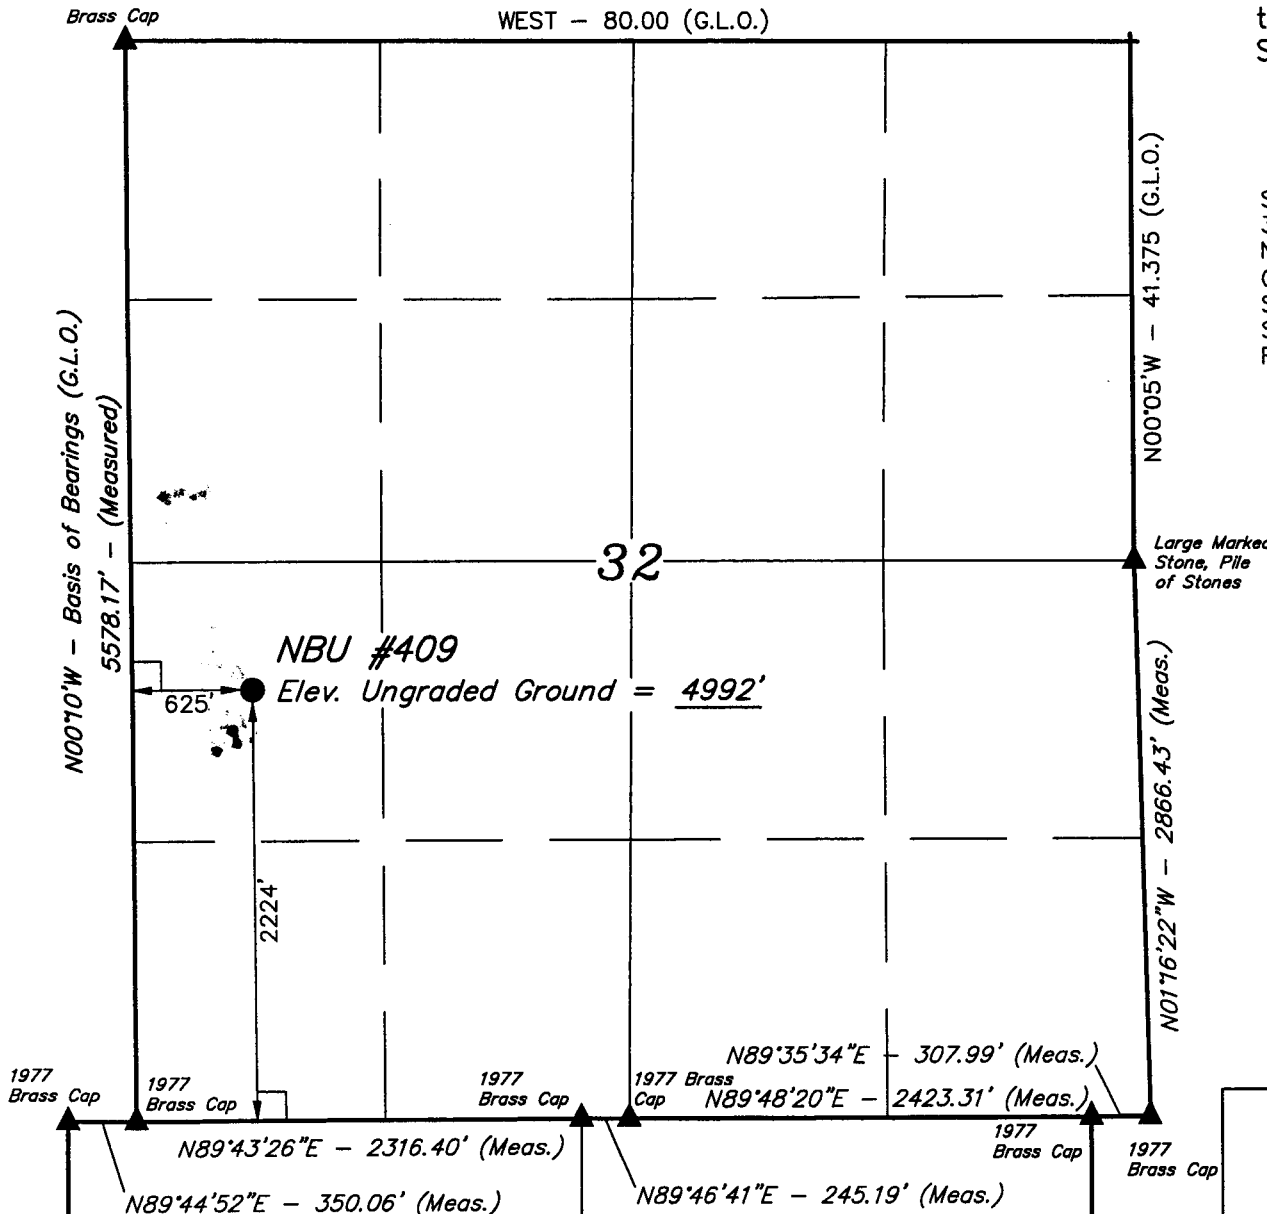 Brass Cap
WEST – 80.00 (G.L.O.)
N00°05'W – 41.375 (G.L.O.)
N00°10'W – Basis of Bearings (G.L.O.)
5578.17' – (Measured)
32
Large Marked
Stone, Pile
of Stones
NBU #409
Elev. Ungraded Ground = 4992'
625'
2224'
N01°16'22"W – 2866.43' (Meas.)
N89°35'34"E – 307.99' (Meas.)
1977
Brass Cap
1977
Brass Cap
1977
Brass Cap
1977 Brass
Cap
N89°48'20"E – 2423.31' (Meas.)
N89°43'26"E – 2316.40' (Meas.)
1977
Brass Cap
1977
Brass Cap
N89°44'52"E – 350.06' (Meas.)
N89°46'41"E – 245.19' (Meas.)